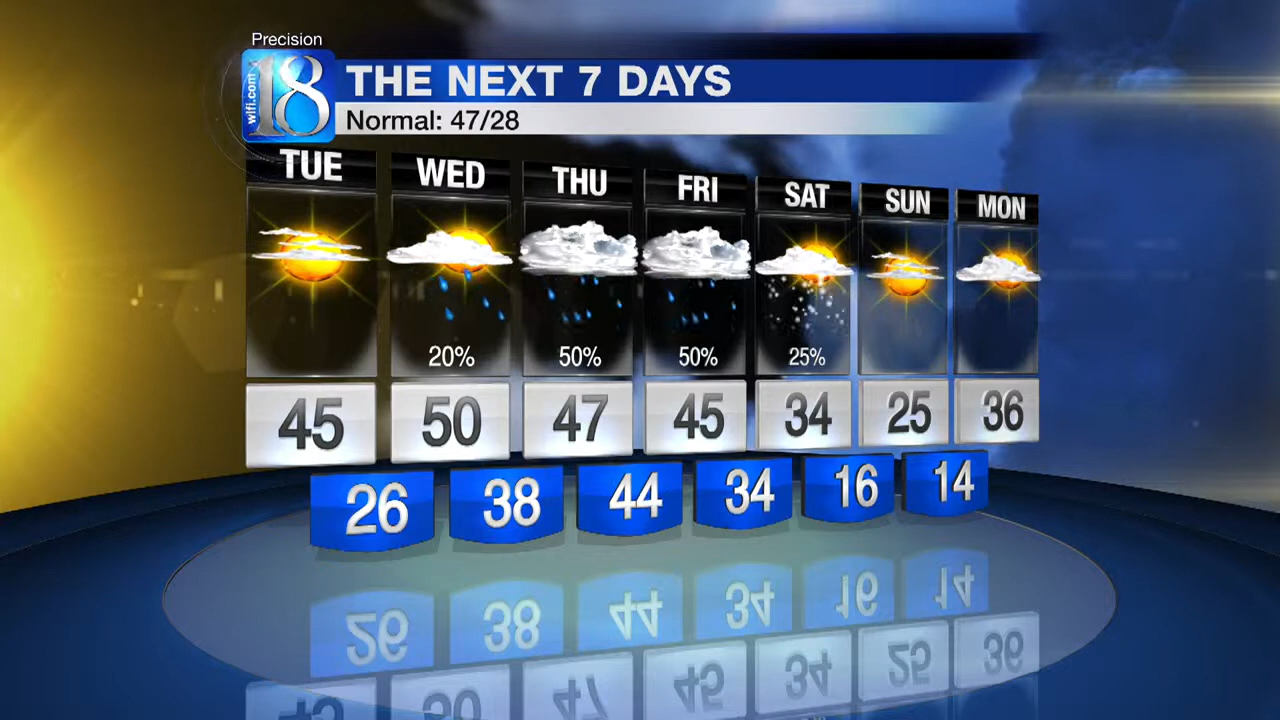 Precision
wlfi.com
18
THE NEXT 7 DAYS
Normal: 47/28
TUE WED THU FRI SAT SUN MON
20% 50% 50% 25%
45 50 47 45 34 25 36
26 38 44 34 16 14